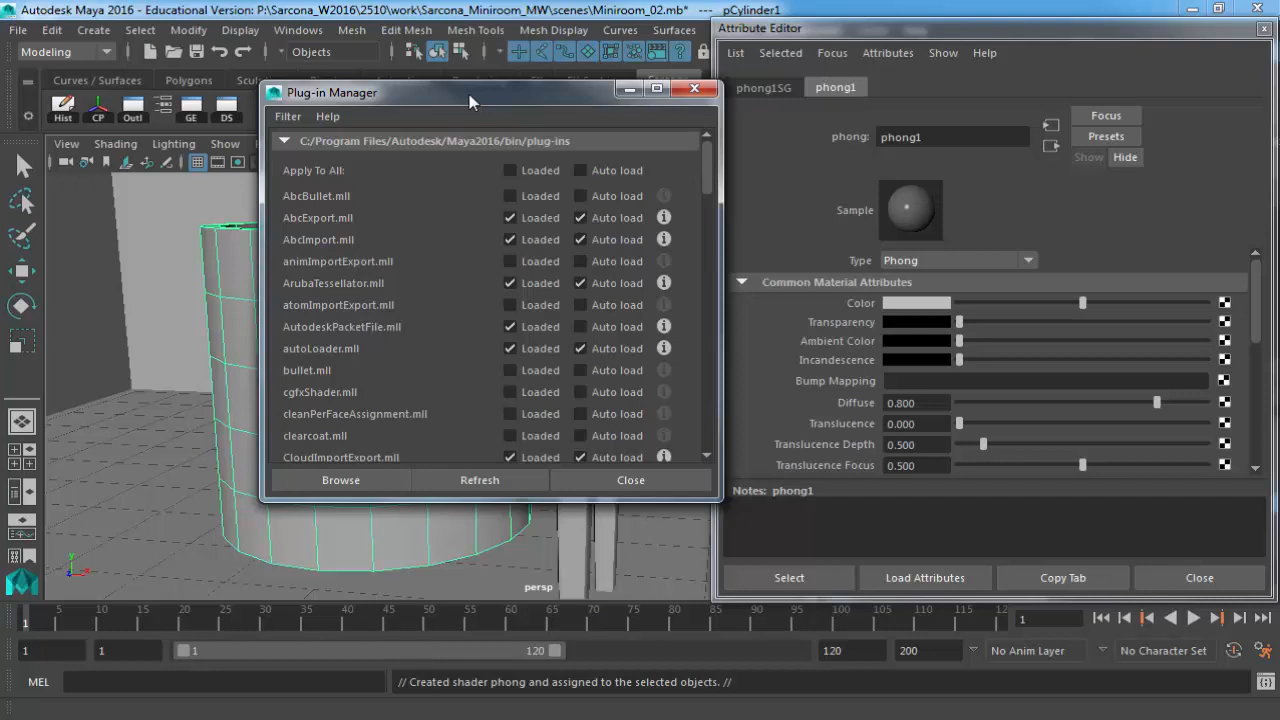 Autodesk Maya 2016 - Educational Version: P:\Sarcona_W2016\2510\work\Sarcona_Miniroom_MW\scenes\Miniroom_02.mb* --- pCylinder1
File Edit Create Select Modify Display Windows Mesh Edit Mesh Mesh Tools Mesh Display Curves Surfaces
Modeling Objects
Curves / Surfaces Polygons
Hist CP Outl GE DS
View Shading Lighting Show
Plug-in Manager
Filter Help
C:/Program Files/Autodesk/Maya2016/bin/plug-ins
Apply To All: Loaded Auto load
AbcBullet.mll Loaded Auto load
AbcExport.mll Loaded Auto load
AbcImport.mll Loaded Auto load
animImportExport.mll Loaded Auto load
ArubaTessellator.mll Loaded Auto load
atomImportExport.mll Loaded Auto load
AutodeskPacketFile.mll Loaded Auto load
autoLoader.mll Loaded Auto load
bullet.mll Loaded Auto load
cgfxShader.mll Loaded Auto load
cleanPerFaceAssignment.mll Loaded Auto load
clearcoat.mll Loaded Auto load
CloudImportExport.mll Loaded Auto load
Browse Refresh Close
Attribute Editor
List Selected Focus Attributes Show Help
phong1SG phong1
phong: phong1
Focus
Presets
Show Hide
Sample
Type Phong
Common Material Attributes
Color
Transparency
Ambient Color
Incandescence
Bump Mapping
Diffuse 0.800
Translucence 0.000
Translucence Depth 0.500
Translucence Focus 0.500
Notes: phong1
Select Load Attributes Copy Tab Close
y
x
persp
5 10 15 20 25 30 35 40 45 50 55 60 65 70 75 80 85 90 95 100 105 110 115 12
1 1
1 1 1 120 120 200 No Anim Layer No Character Set
MEL // Created shader phong and assigned to the selected objects. //